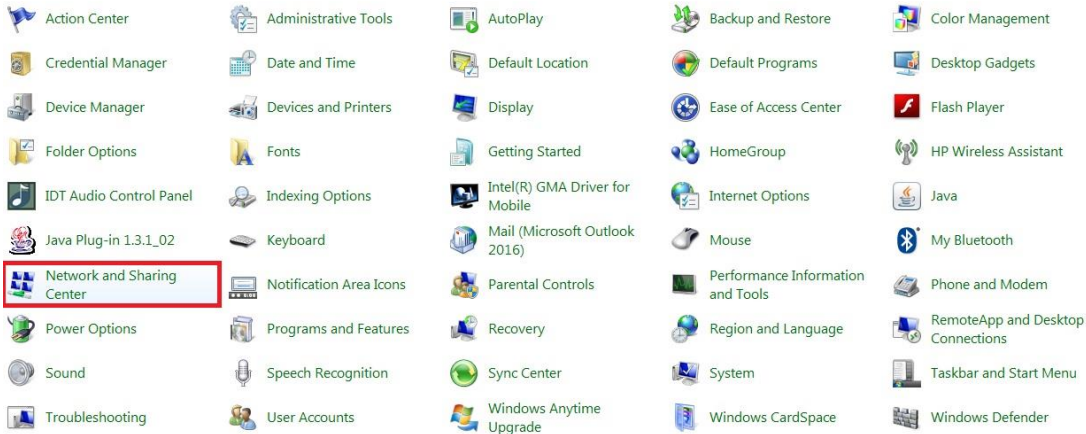 Action Center
Administrative Tools
AutoPlay
Backup and Restore
Color Management
Credential Manager
Date and Time
Default Location
Default Programs
Desktop Gadgets
Device Manager
Devices and Printers
Display
Ease of Access Center
Flash Player
Folder Options
Fonts
Getting Started
HomeGroup
HP Wireless Assistant
IDT Audio Control Panel
Indexing Options
Intel(R) GMA Driver for
Mobile
Internet Options
Java
Java Plug-in 1.3.1_02
Keyboard
Mail (Microsoft Outlook
2016)
Mouse
My Bluetooth
Network and Sharing
Center
Notification Area Icons
Parental Controls
Performance Information
and Tools
Phone and Modem
Power Options
Programs and Features
Recovery
Region and Language
RemoteApp and Desktop
Connections
Sound
Speech Recognition
Sync Center
System
Taskbar and Start Menu
Troubleshooting
User Accounts
Windows Anytime
Upgrade
Windows CardSpace
Windows Defender